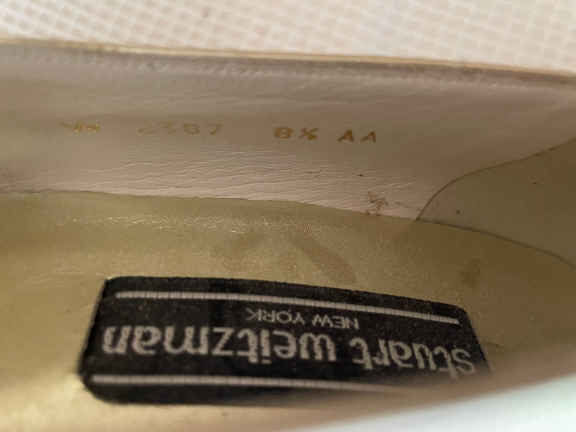 8½ AA
stuart weitzman
NEW YORK